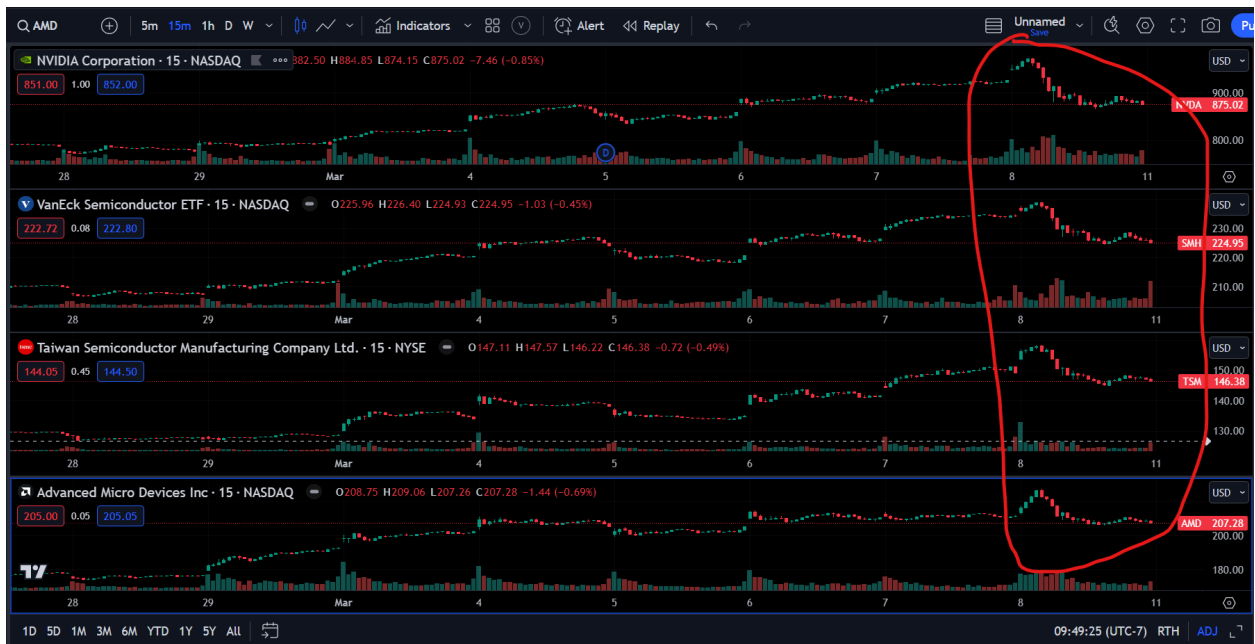 AMD 5m 15m 1h D W Indicators Alert Replay Unnamed Save
NVIDIA Corporation · 15 · NASDAQ H884.85 L874.15 C875.02 −7.46 (−0.85%) USD
851.00 1.00 852.00
900.00
NVDA 875.02
800.00
D
28 29 Mar 4 5 6 7 8 11
VanEck Semiconductor ETF · 15 · NASDAQ O225.96 H226.40 L224.93 C224.95 −1.03 (−0.45%) USD
222.72 0.08 222.80
230.00
SMH 224.95
210.00
28 29 Mar 4 5 6 7 8 11
Taiwan Semiconductor Manufacturing Company Ltd. · 15 · NYSE O147.11 H147.57 L146.22 C146.38 −0.72 (−0.49%) USD
144.05 0.45 144.50
150.00
TSM 146.38
140.00
130.00
28 29 Mar 4 5 6 7 8 11
Advanced Micro Devices Inc · 15 · NASDAQ O208.75 H209.06 L207.26 C207.28 −1.44 (−0.69%) USD
205.00 0.05 205.05
AMD 207.28
200.00
180.00
28 29 Mar 4 5 6 7 8 11
1D 5D 1M 3M 6M YTD 1Y 5Y All 09:49:25 (UTC-7) RTH ADJ